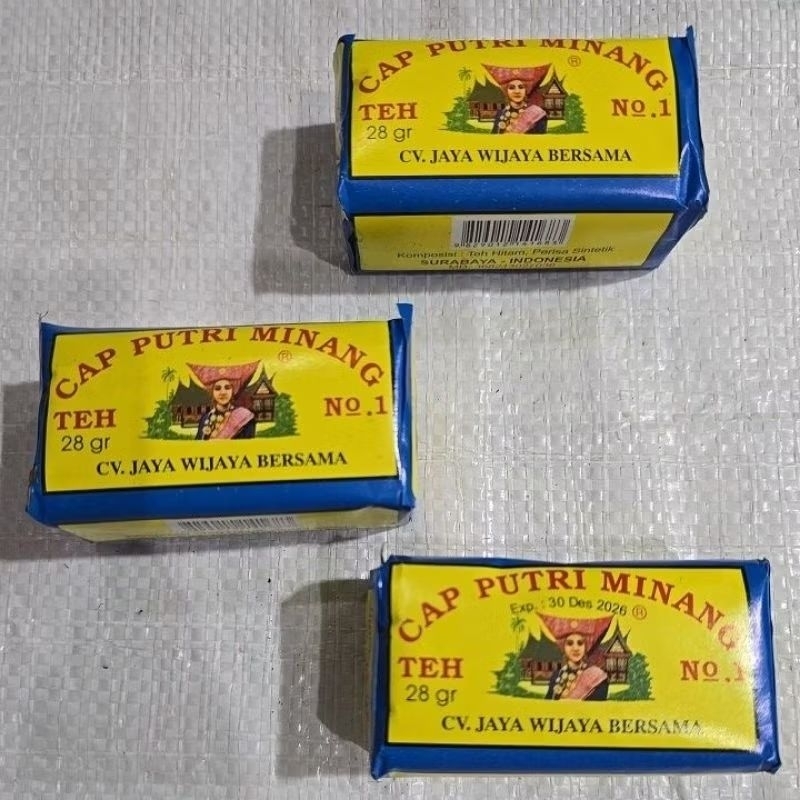 CAP PUTRI MINANG
®
TEH No.1
28 gr
CV. JAYA WIJAYA BERSAMA
Komposisi : Teh Hitam, Perisa Sintetik
SURABAYA - INDONESIA
CAP PUTRI MINANG
®
TEH No.1
28 gr
CV. JAYA WIJAYA BERSAMA
CAP PUTRI MINANG
Exp. : 30 Des 2026 ®
TEH No.1
28 gr
CV. JAYA WIJAYA BERSAMA